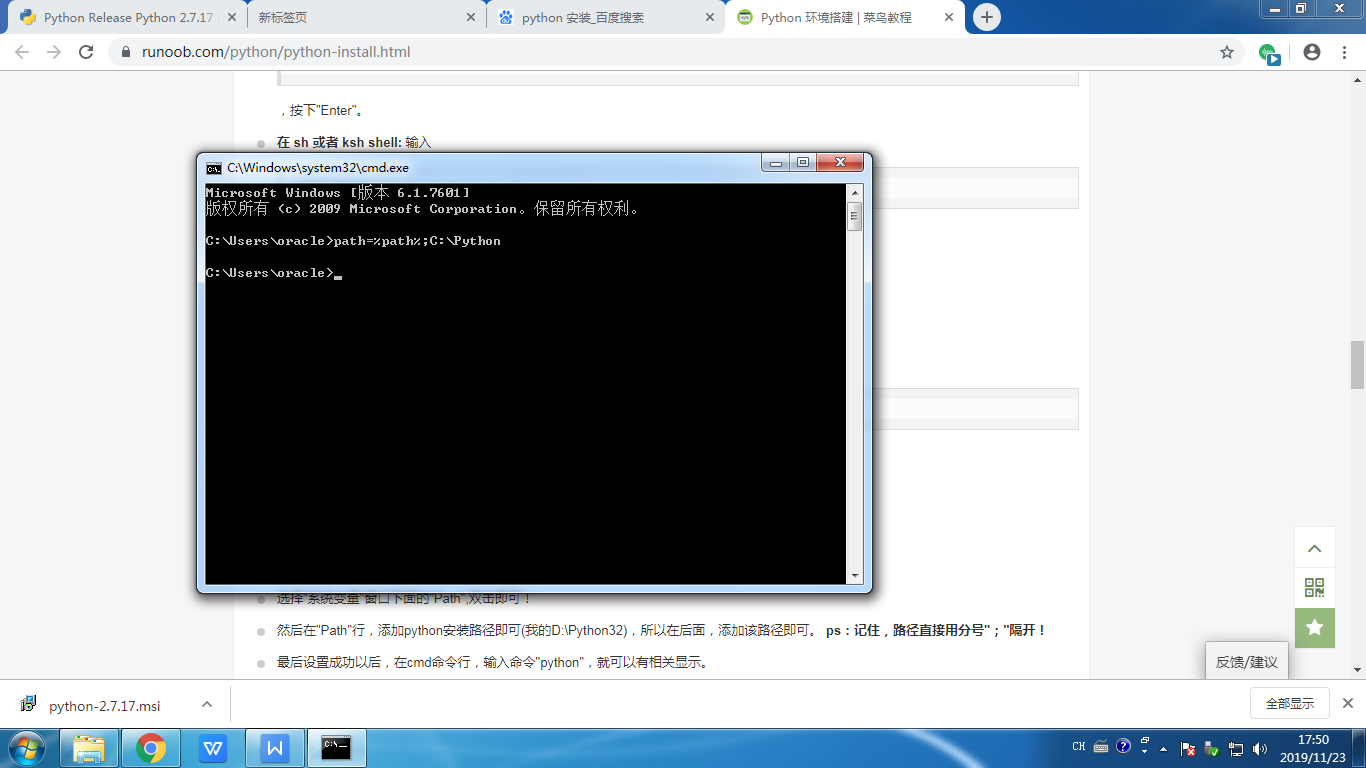 Python Release Python 2.7.17
新标签页
python 安装_百度搜索
Python 环境搭建 | 菜鸟教程
runoob.com/python/python-install.html
，按下"Enter"。
在 sh 或者 ksh shell: 输入
C:\Windows\system32\cmd.exe
Microsoft Windows [版本 6.1.7601]
版权所有 (c) 2009 Microsoft Corporation。保留所有权利。
C:\Users\oracle>path=%path%;C:\Python
C:\Users\oracle>
选择"系统变量"窗口下面的"Path",双击即可！
然后在"Path"行，添加python安装路径即可(我的D:\Python32)，所以在后面，添加该路径即可。 ps：记住，路径直接用分号"；"隔开！
最后设置成功以后，在cmd命令行，输入命令"python"，就可以有相关显示。
反馈/建议
python-2.7.17.msi
全部显示
CH
17:50
2019/11/23